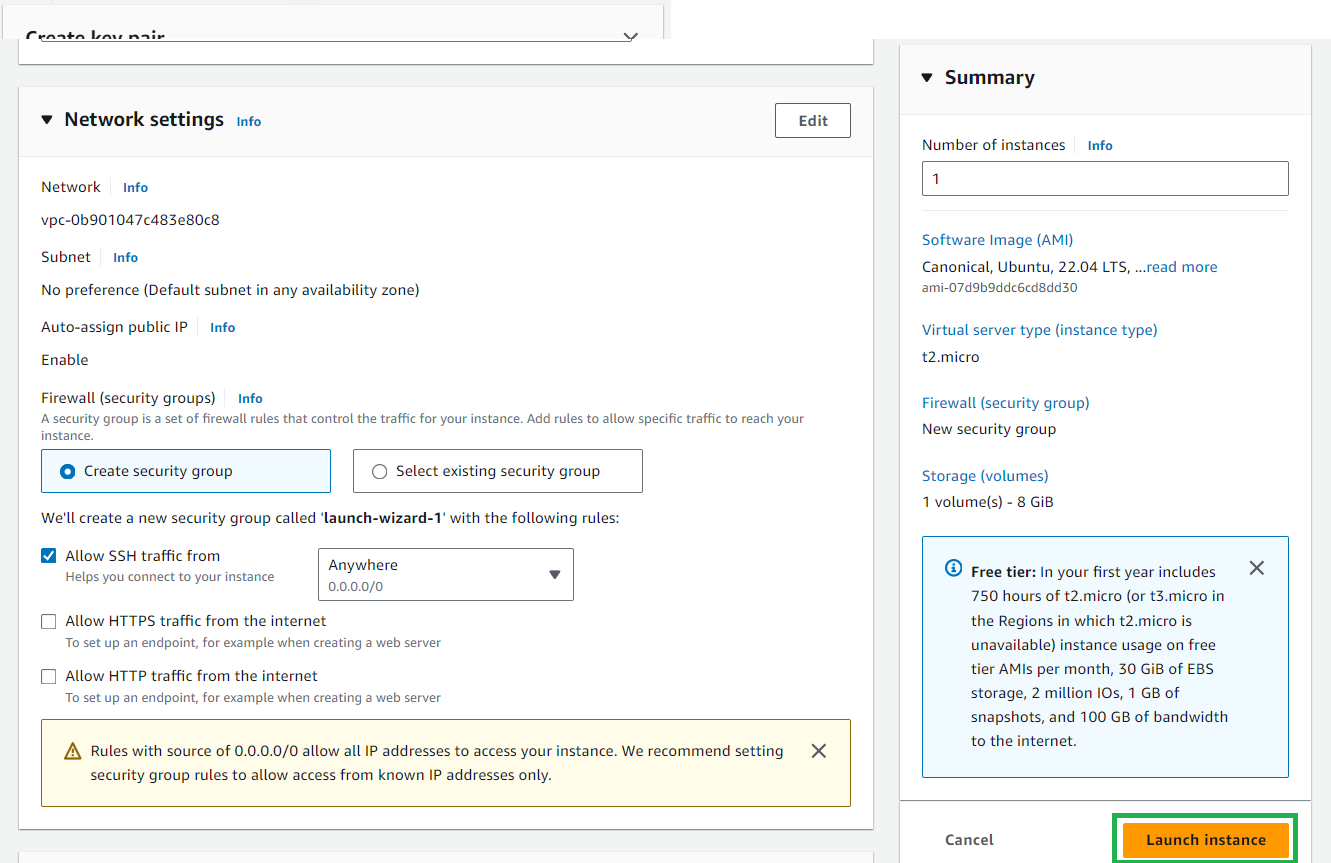 Create key pair
Network settings Info
Edit
Network Info
vpc-0b901047c483e80c8
Subnet Info
No preference (Default subnet in any availability zone)
Auto-assign public IP Info
Enable
Firewall (security groups) Info
A security group is a set of firewall rules that control the traffic for your instance. Add rules to allow specific traffic to reach your
instance.
Create security group
Select existing security group
We'll create a new security group called 'launch-wizard-1' with the following rules:
Allow SSH traffic from
Helps you connect to your instance
Anywhere
0.0.0.0/0
Allow HTTPS traffic from the internet
To set up an endpoint, for example when creating a web server
Allow HTTP traffic from the internet
To set up an endpoint, for example when creating a web server
Rules with source of 0.0.0.0/0 allow all IP addresses to access your instance. We recommend setting
security group rules to allow access from known IP addresses only.
Summary
Number of instances Info
1
Software Image (AMI)
Canonical, Ubuntu, 22.04 LTS, ...read more
ami-07d9b9ddc6cd8dd30
Virtual server type (instance type)
t2.micro
Firewall (security group)
New security group
Storage (volumes)
1 volume(s) - 8 GiB
Free tier: In your first year includes
750 hours of t2.micro (or t3.micro in
the Regions in which t2.micro is
unavailable) instance usage on free
tier AMIs per month, 30 GiB of EBS
storage, 2 million IOs, 1 GB of
snapshots, and 100 GB of bandwidth
to the internet.
Cancel
Launch instance